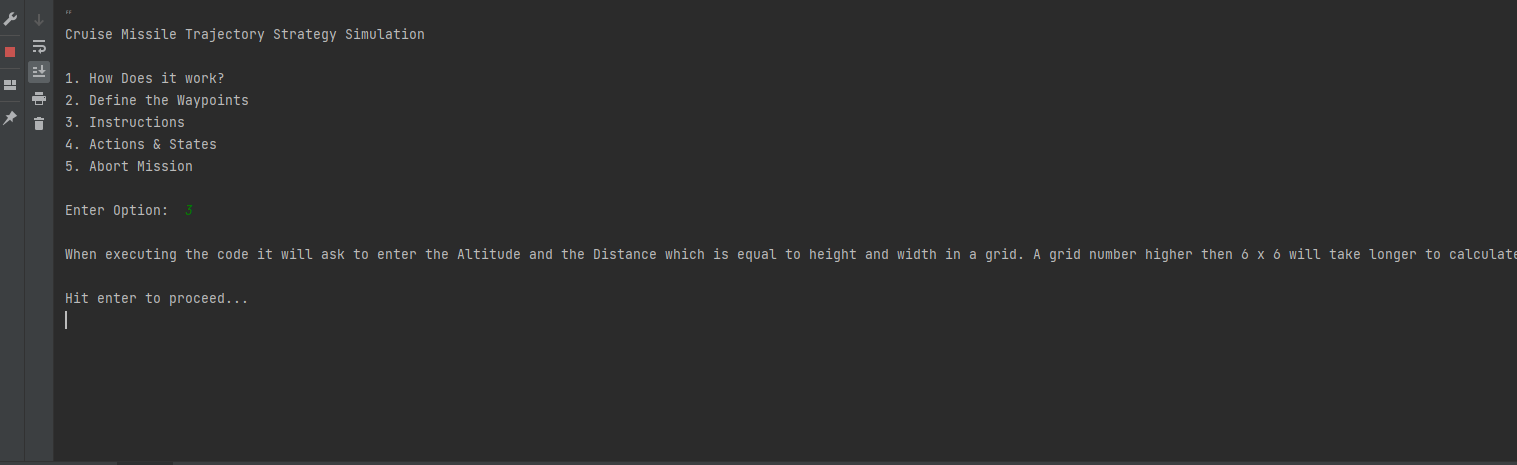 "
Cruise Missile Trajectory Strategy Simulation
1. How Does it work?
2. Define the Waypoints
3. Instructions
4. Actions & States
5. Abort Mission
Enter Option: 3
When executing the code it will ask to enter the Altitude and the Distance which is equal to height and width in a grid. A grid number higher then 6 x 6 will take longer to calculate
Hit enter to proceed...